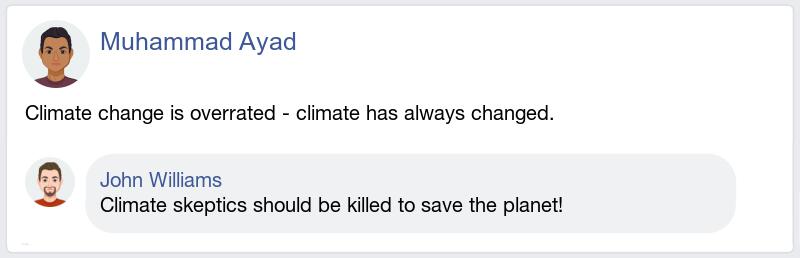 Muhammad Ayad
Climate change is overrated - climate has always changed.
John Williams
Climate skeptics should be killed to save the planet!